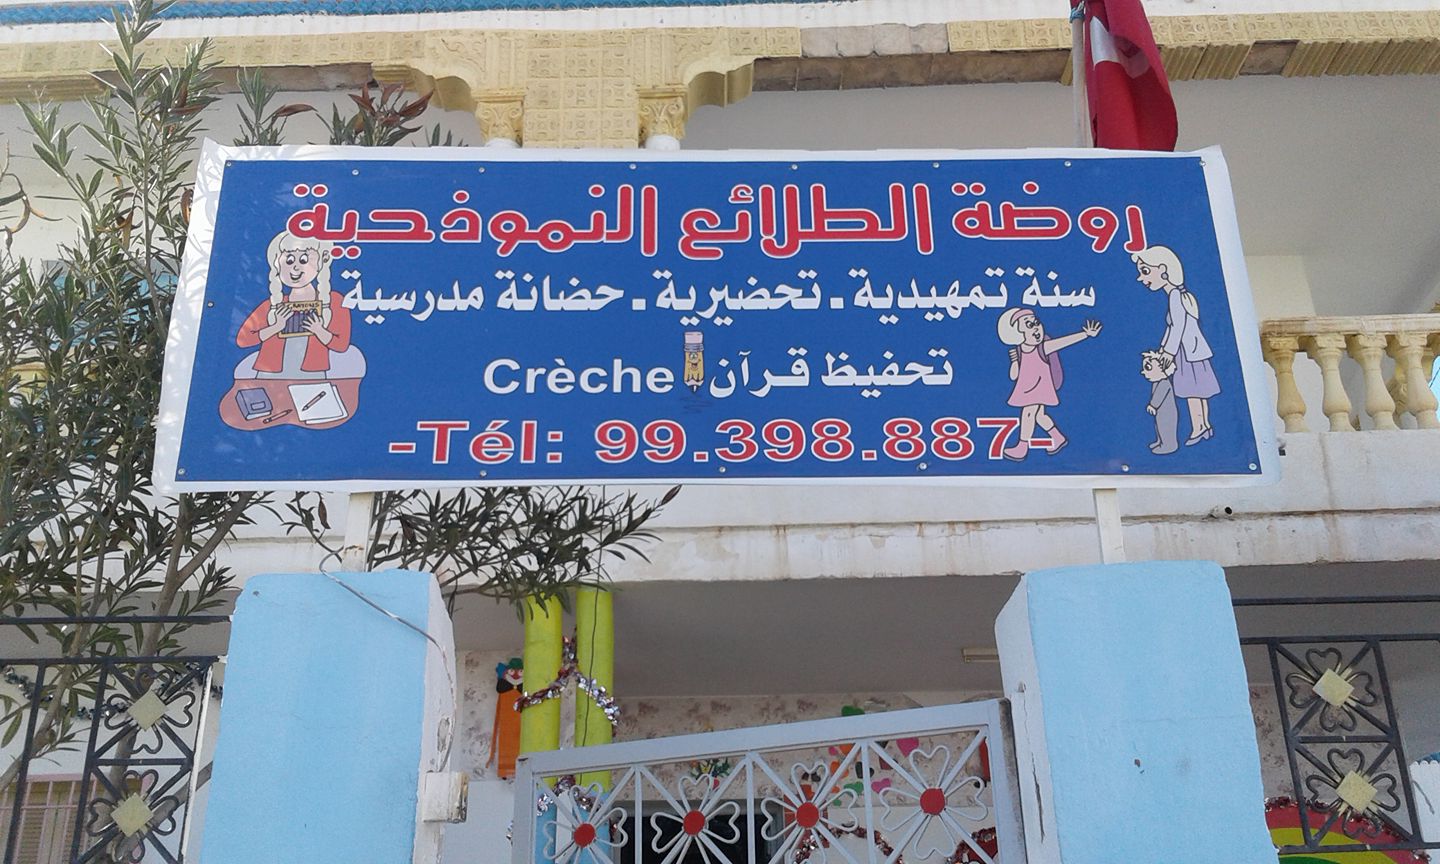 روضة الطلائع النموذجية
سنة تمهيدية - تحضيرية - حضانة مدرسية
تحفيظ قرآن Crèche
-Tél: 99.398.887-